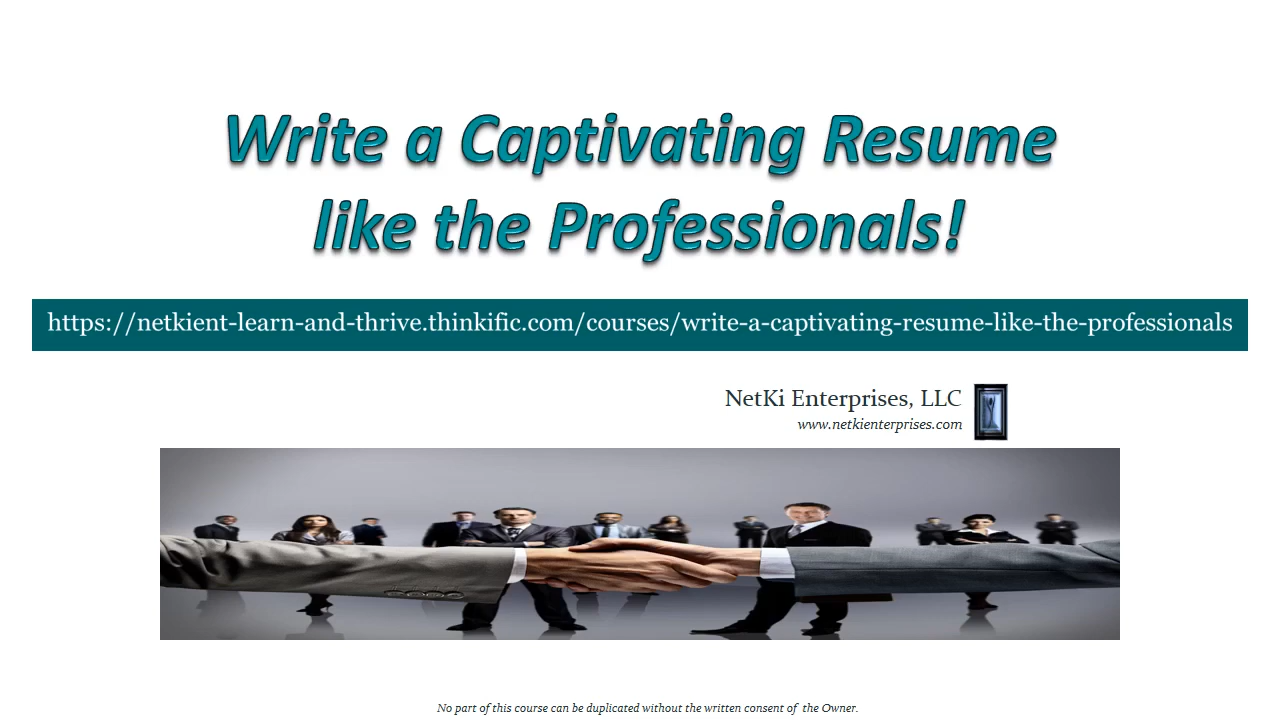 Write a Captivating Resume
like the Professionals!
https://netkient-learn-and-thrive.thinkific.com/courses/write-a-captivating-resume-like-the-professionals
NetKi Enterprises, LLC
www.netkienterprises.com
No part of this course can be duplicated without the written consent of the Owner.